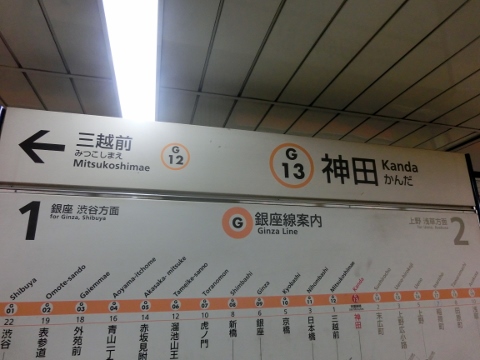 三越前
みつこしまえ
Mitsukoshimae
G
12
G
13
神田
Kanda
かんだ
1
銀座 渋谷方面
for Ginza, Shibuya
G
銀座線案内
Ginza Line
上野 浅草方面
2
Shibuya
Omote-sando
Gaiemmae
Aoyama-itchome
Akasaka-mitsuke
Tameike-sanno
Toranomon
Shimbashi
Ginza
Kyobashi
Nihombashi
Mitsukoshimae
Kanda
22
19
18
16
14
12
10
8
6
5
3
1
渋谷
表参道
外苑前
青山一丁
赤坂見附
溜池山王
虎ノ門
新橋
銀座
京橋
日本橋
三越前
神田